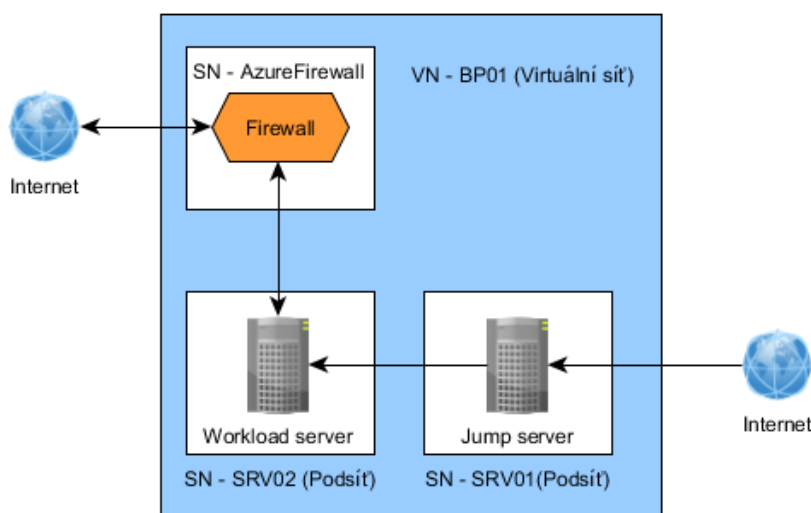 SN - AzureFirewall
VN - BP01 (Virtuální síť)
Firewall
Internet
Workload server
Jump server
Internet
SN - SRV02 (Podsíť)
SN - SRV01(Podsíť)